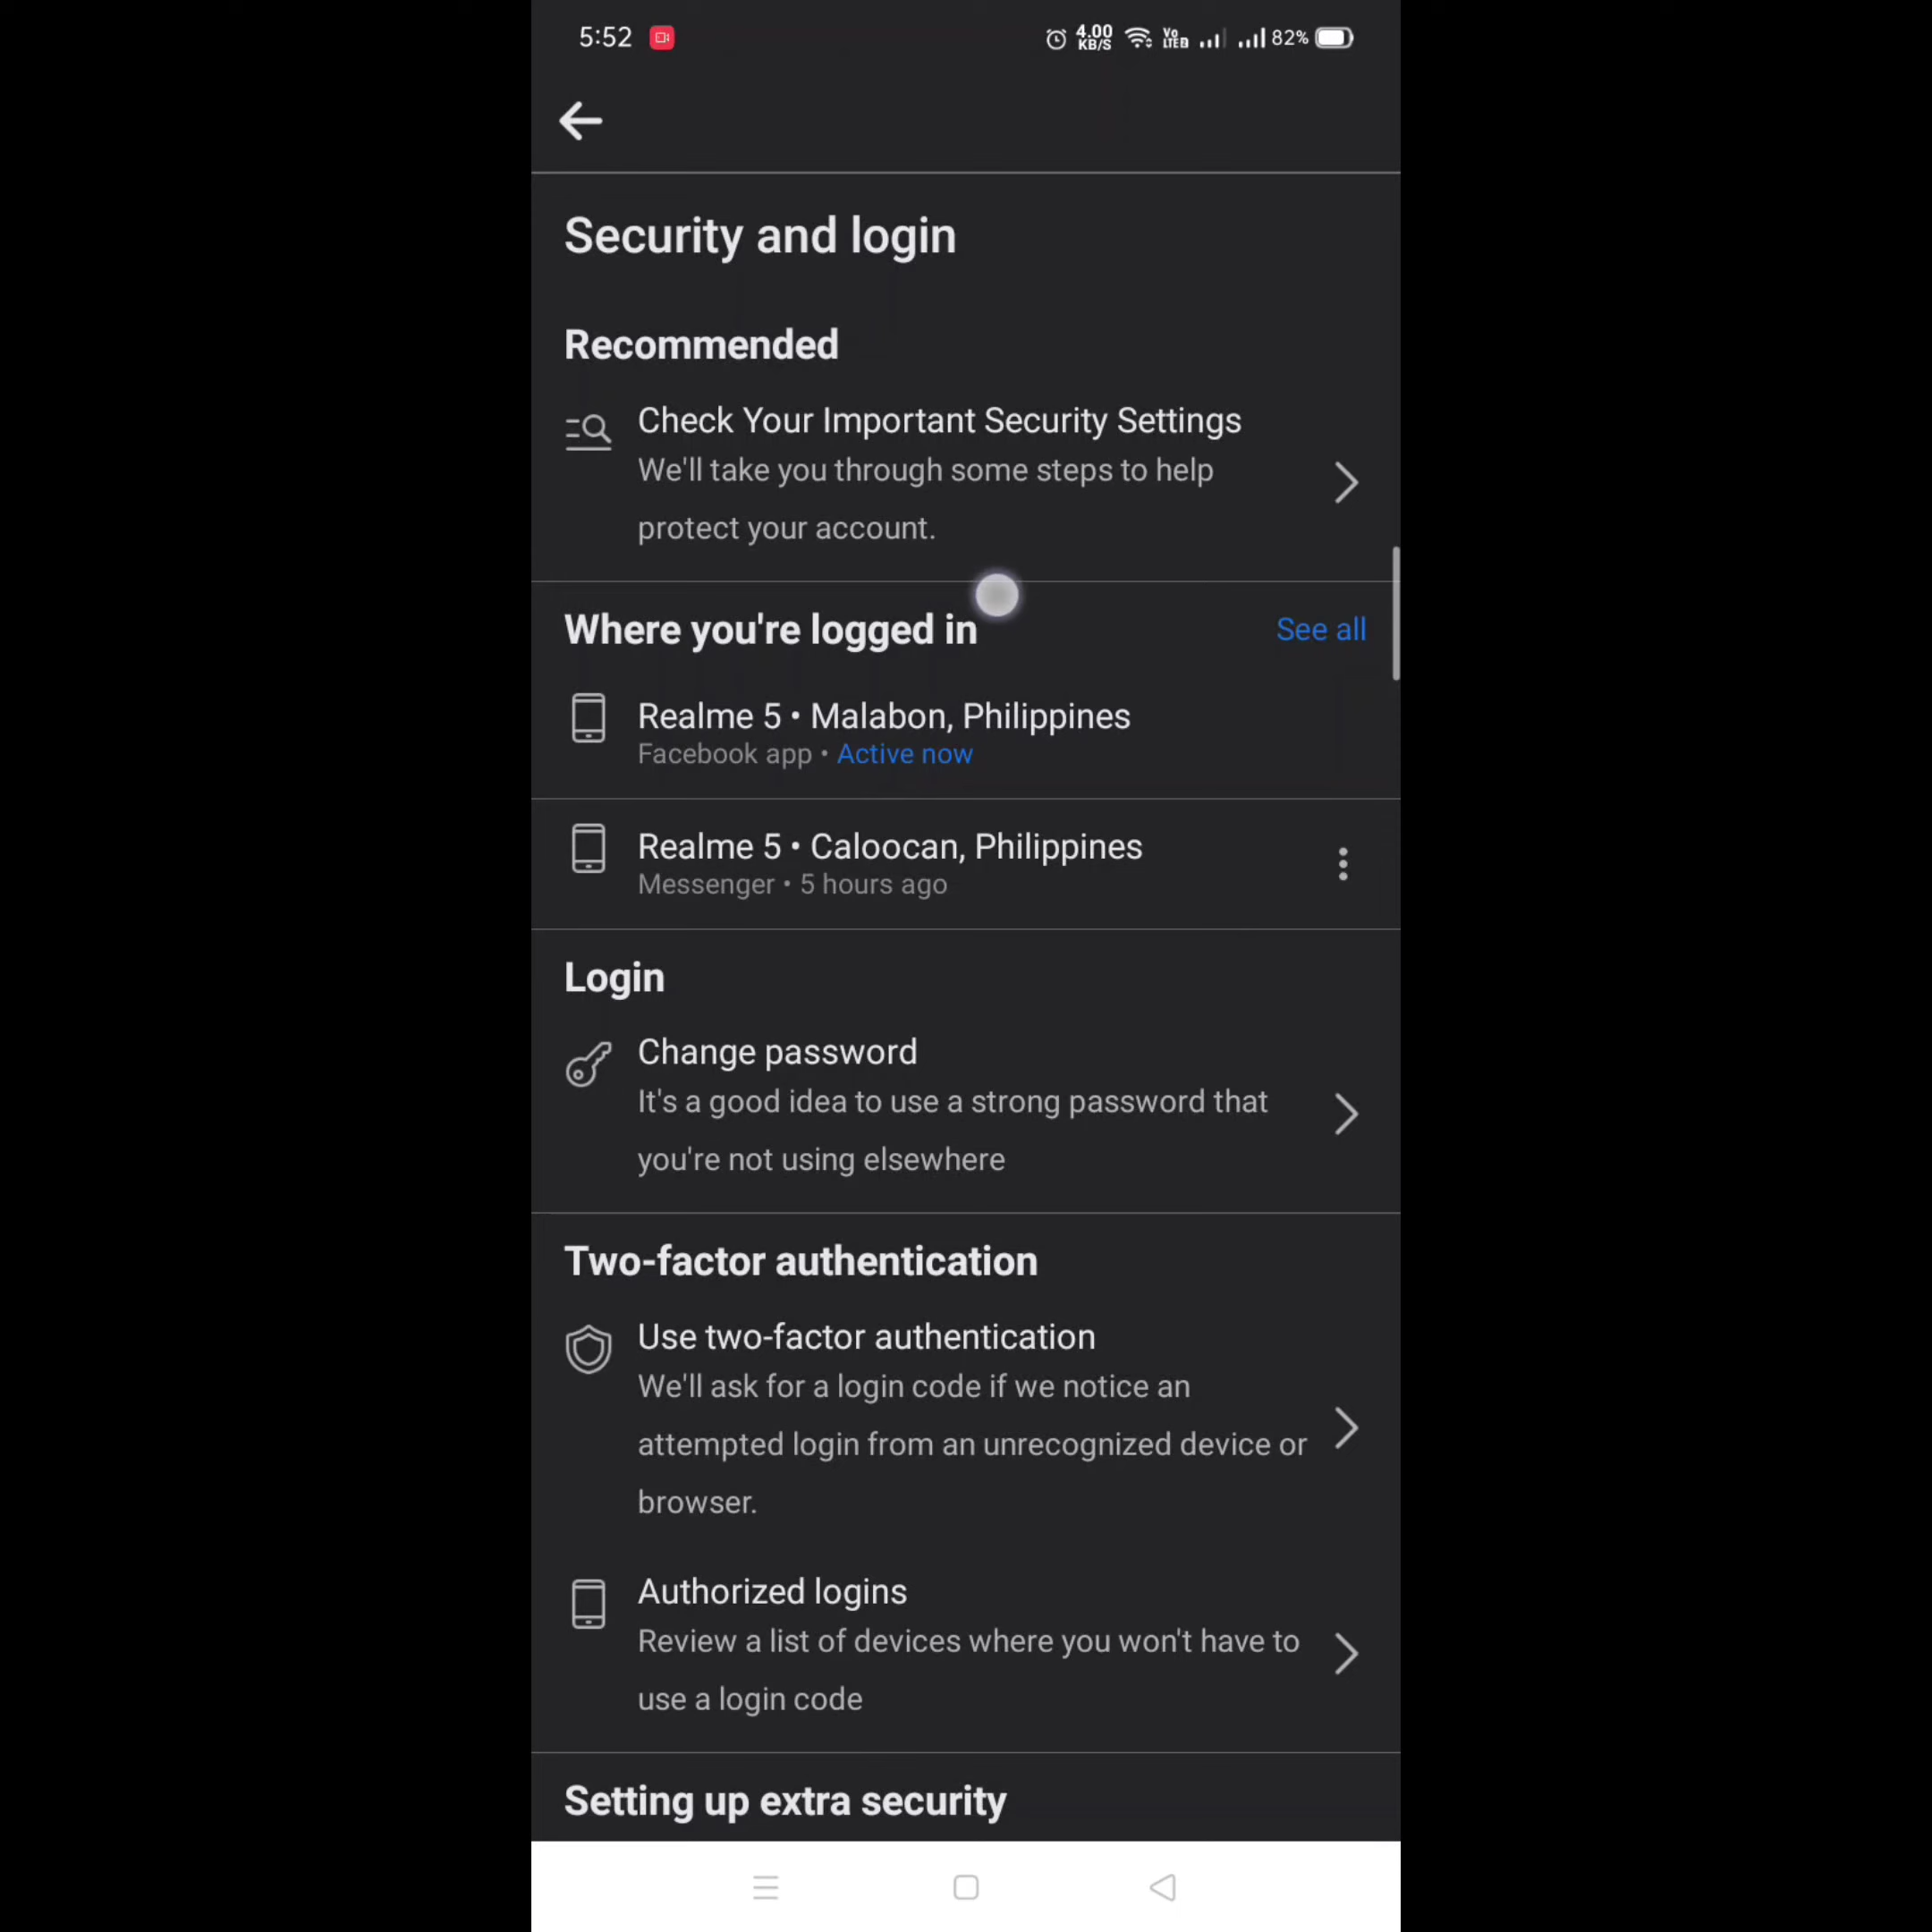 5:52 4.00 KB/S Vo LTE2 82%
Security and login
Recommended
Check Your Important Security Settings
We'll take you through some steps to help
protect your account.
Where you're logged in See all
Realme 5 • Malabon, Philippines
Facebook app • Active now
Realme 5 • Caloocan, Philippines
Messenger • 5 hours ago
Login
Change password
It's a good idea to use a strong password that
you're not using elsewhere
Two-factor authentication
Use two-factor authentication
We'll ask for a login code if we notice an
attempted login from an unrecognized device or
browser.
Authorized logins
Review a list of devices where you won't have to
use a login code
Setting up extra security